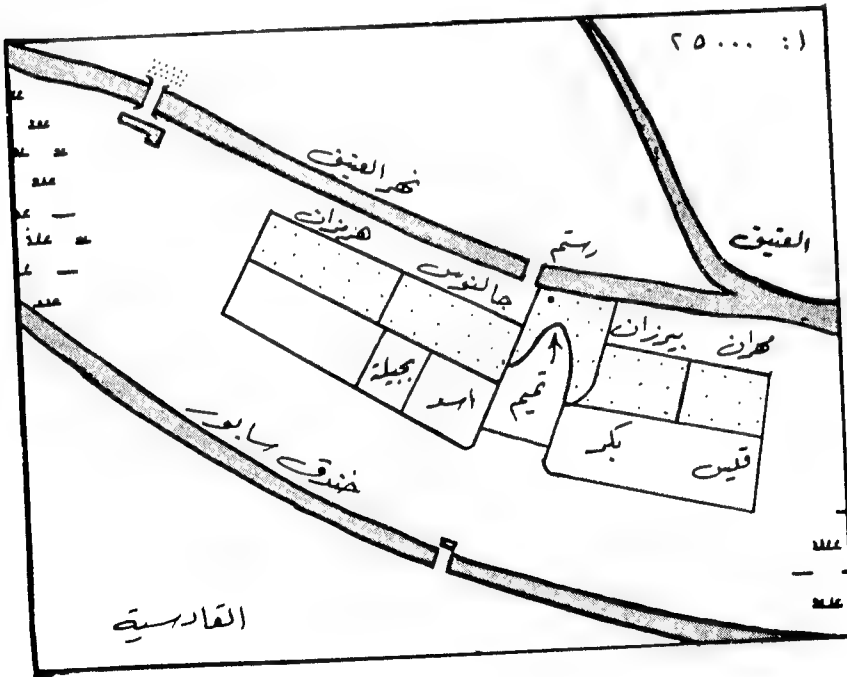 ١: ٢٥٠٠٠
نهر العتيق
العتيق
رستم
هرمزان
جالنوس
بيرزان
مهران
بجيلة
اسد
تميم
بكر
قيس
خندق سابور
القادسية